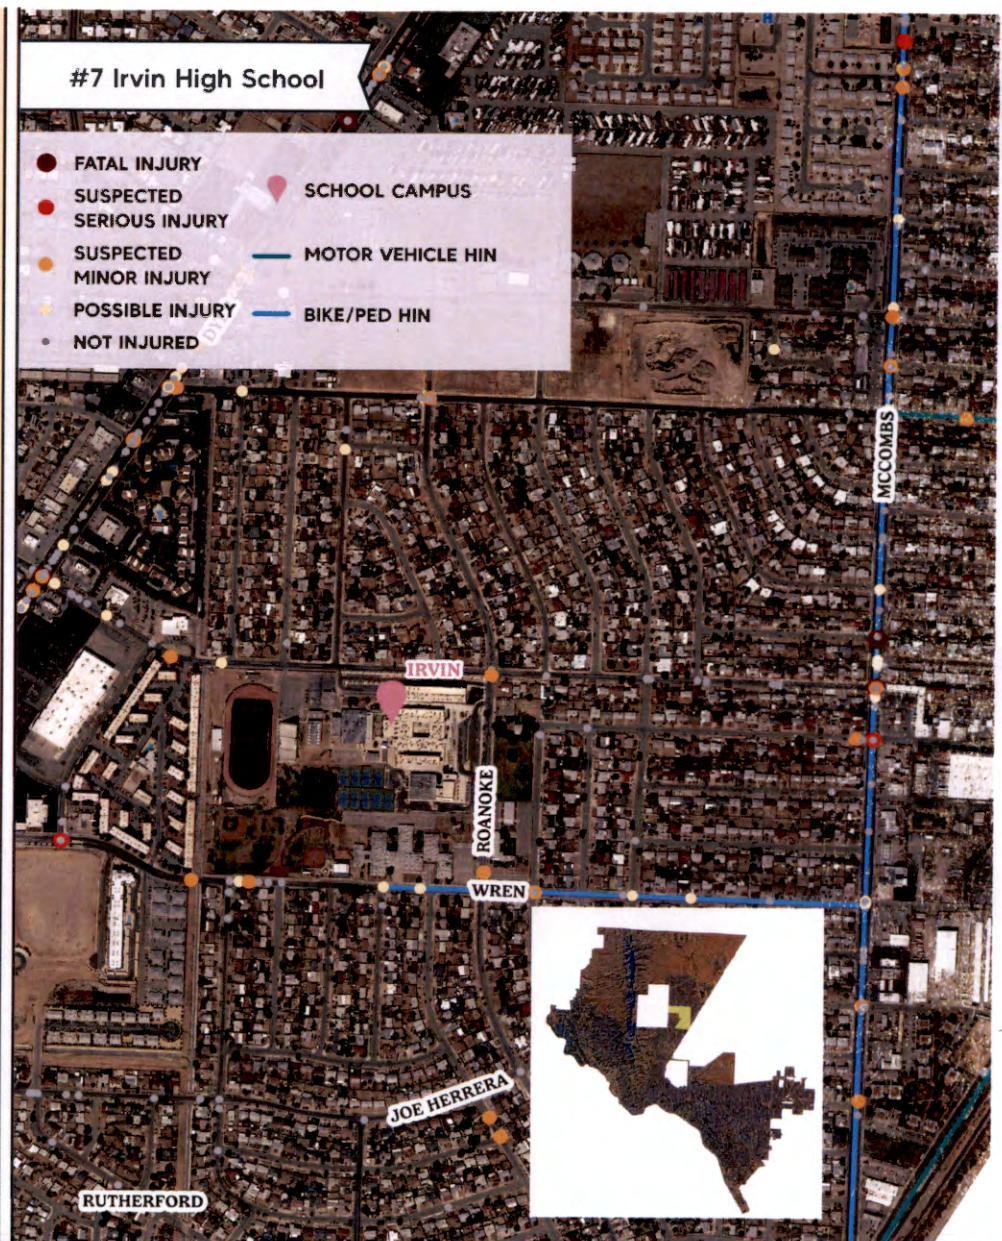 #7 Irvin High School
FATAL INJURY
SUSPECTED
SERIOUS INJURY
SUSPECTED
MINOR INJURY
POSSIBLE INJURY
NOT INJURED
SCHOOL CAMPUS
MOTOR VEHICLE HIN
BIKE/PED HIN
H
MCCOMBS
IRVIN
ROANOKE
WREN
JOE HERRERA
RUTHERFORD